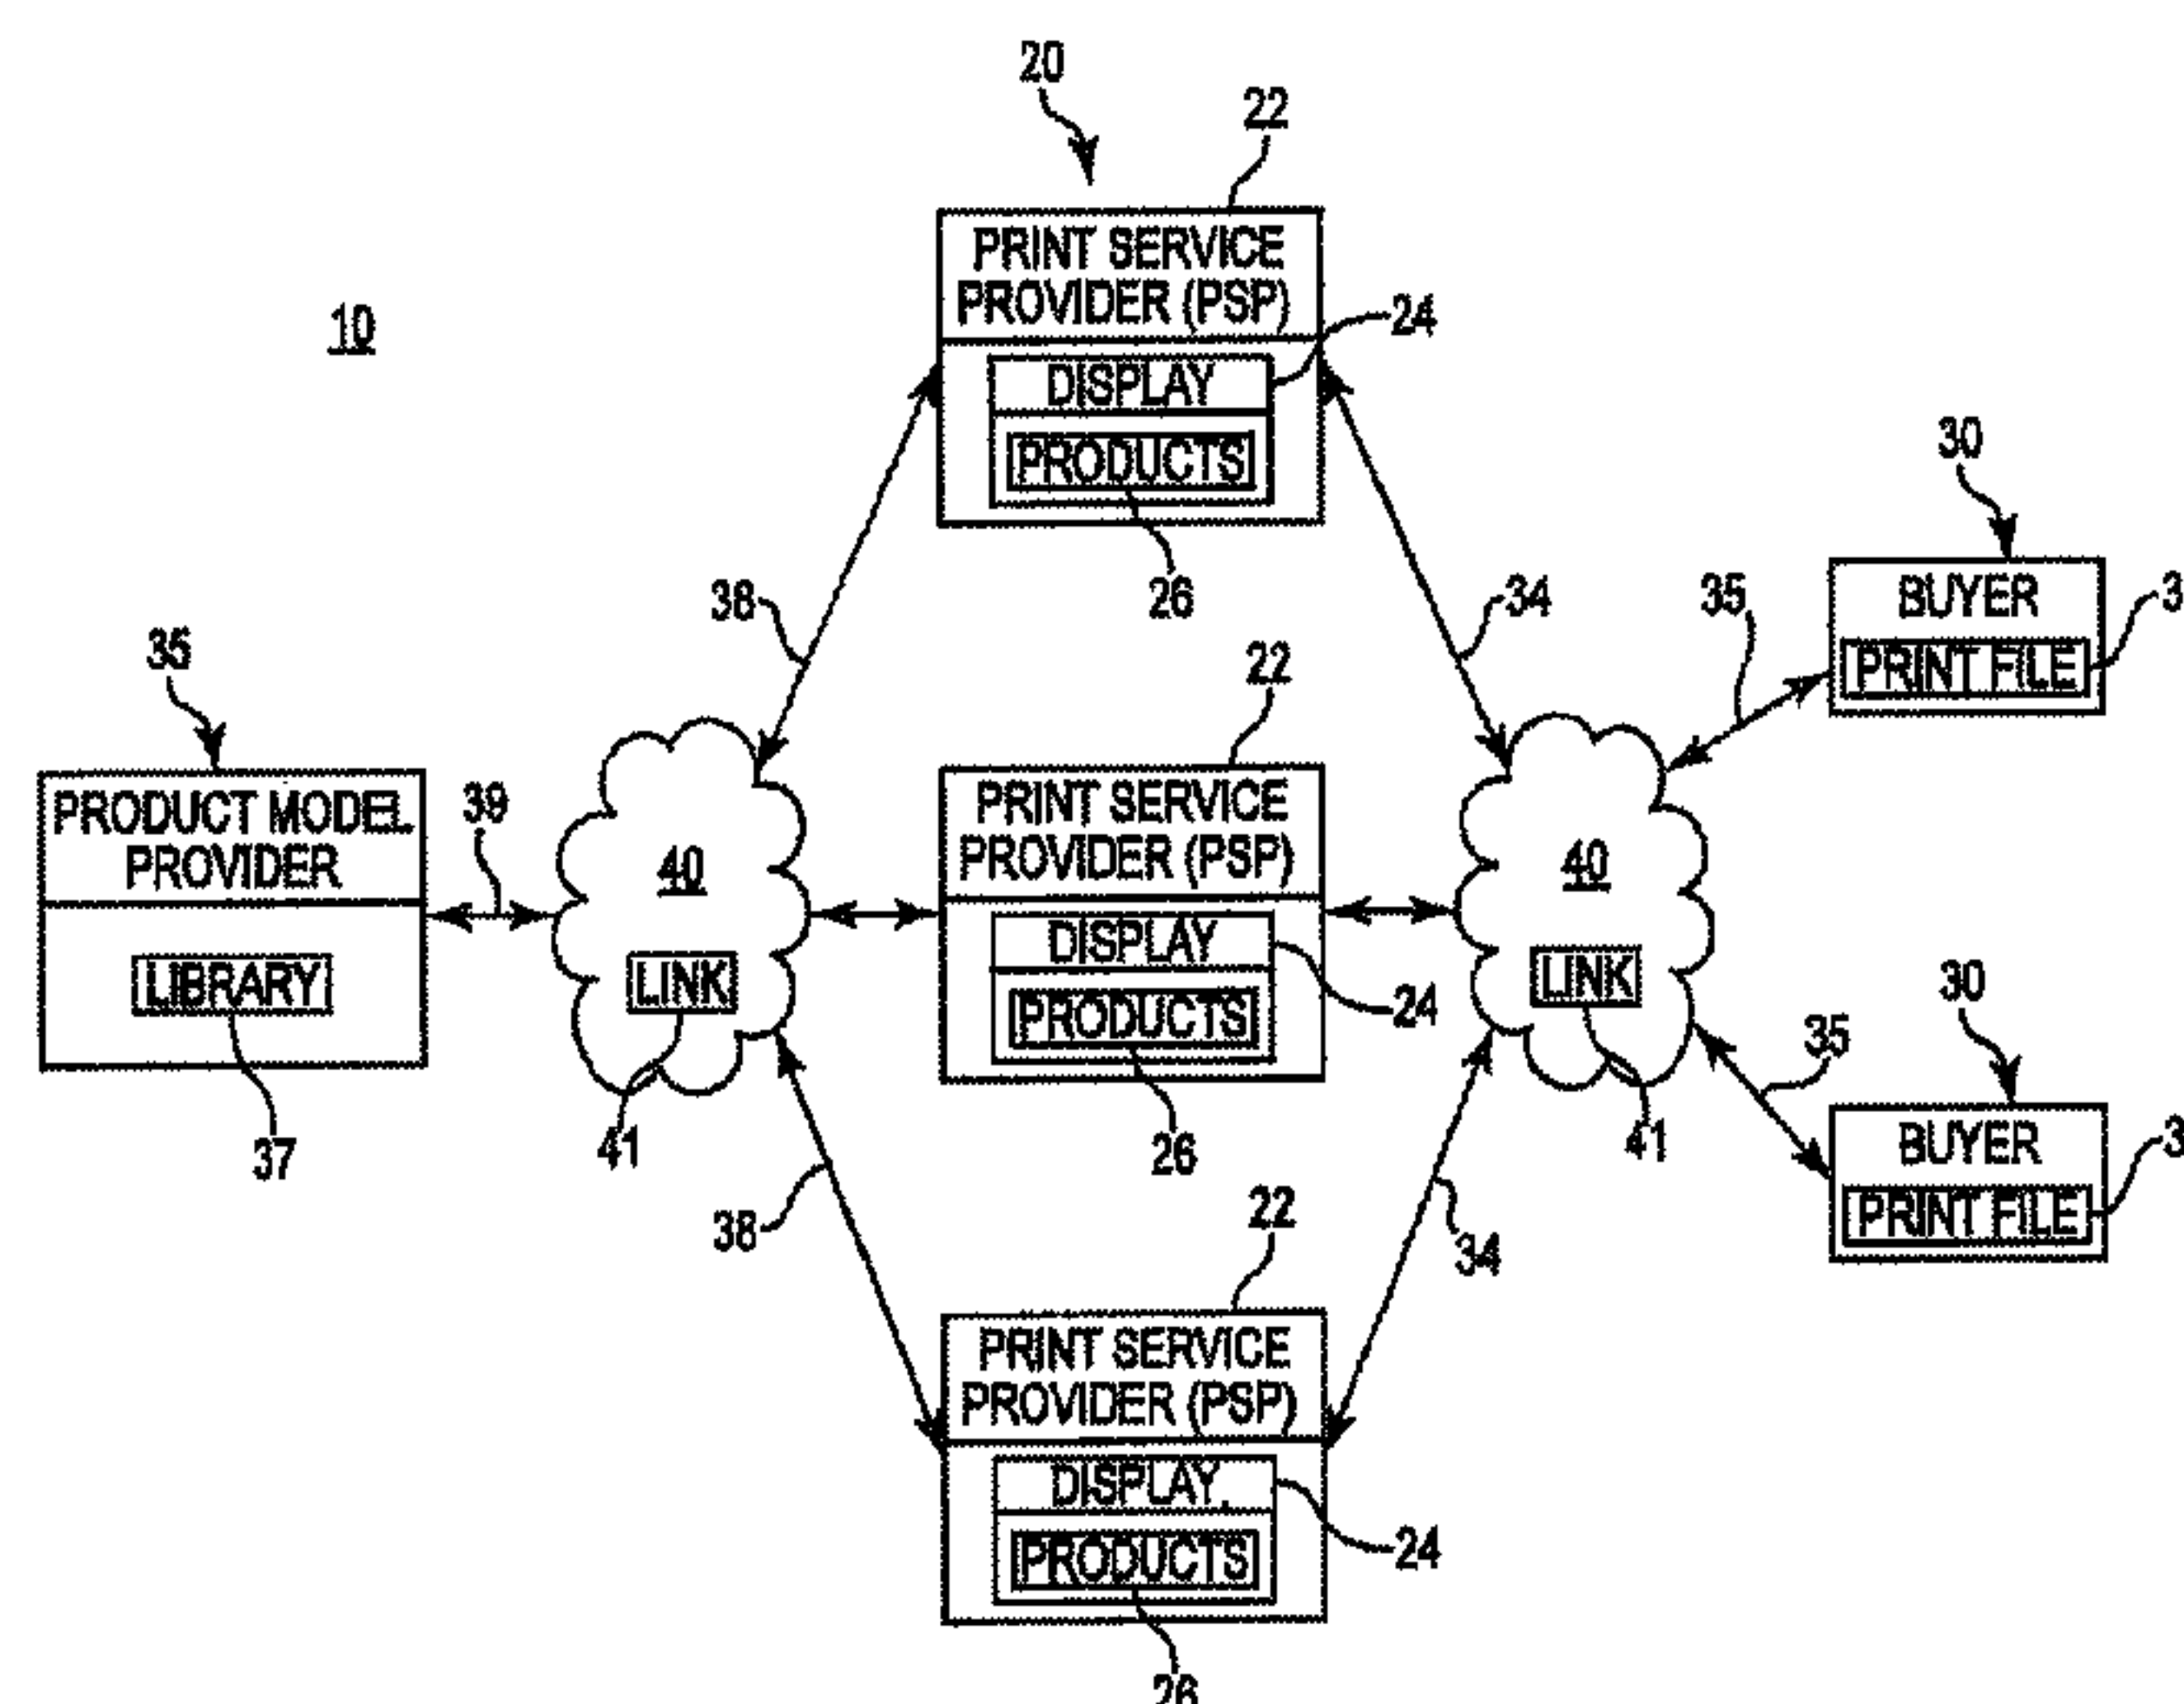 20
22
PRINT SERVICE
PROVIDER (PSP)
10
24
DISPLAY
PRODUCTS
30
38
26
34
35
BUYER
PRINT FILE
35
22
PRODUCT MODEL
PROVIDER
39
40
PRINT SERVICE
PROVIDER (PSP)
40
LIBRARY
LINK
DISPLAY
PRODUCTS
24
LINK
30
35
37
41
26
41
BUYER
PRINT FILE
38
22
34
PRINT SERVICE
PROVIDER (PSP)
DISPLAY
PRODUCTS
24
26